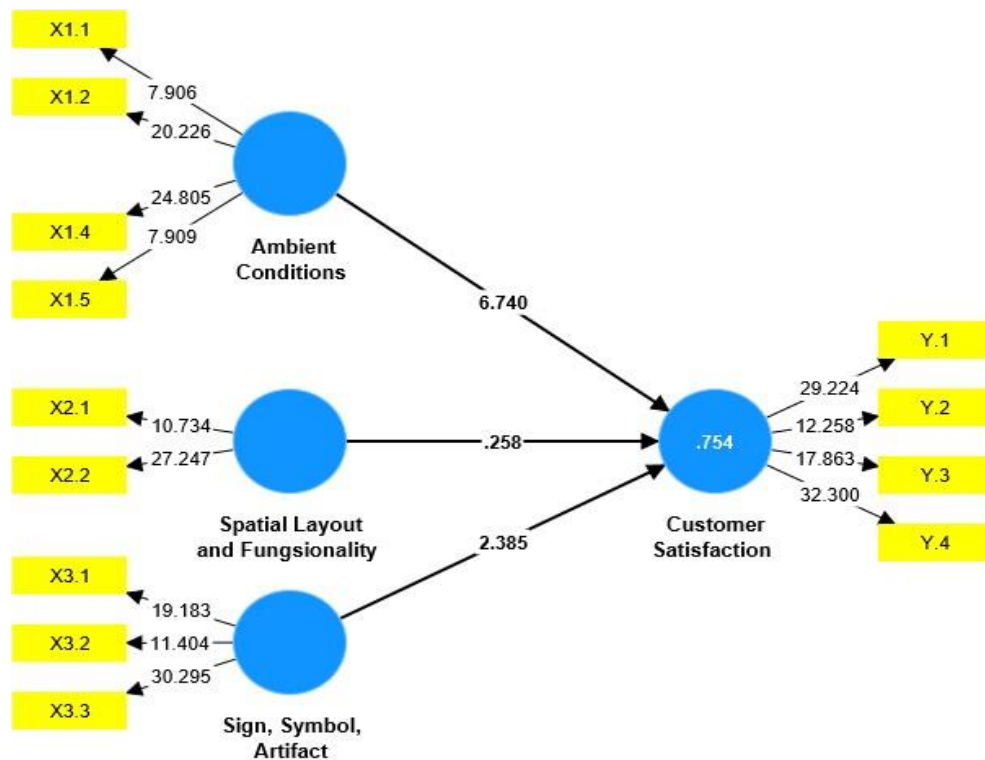 X1.1
7.906
X1.2
20.226
24.805
X1.4
7.909
X1.5
Ambient
Conditions
6.740
X2.1
10.734
X2.2
27.247
Spatial Layout
and Fungsionality
.258
X3.1
19.183
X3.2
11.404
30.295
X3.3
Sign, Symbol,
Artifact
2.385
.754
Customer
Satisfaction
Y.1
29.224
Y.2
12.258
17.863
Y.3
32.300
Y.4